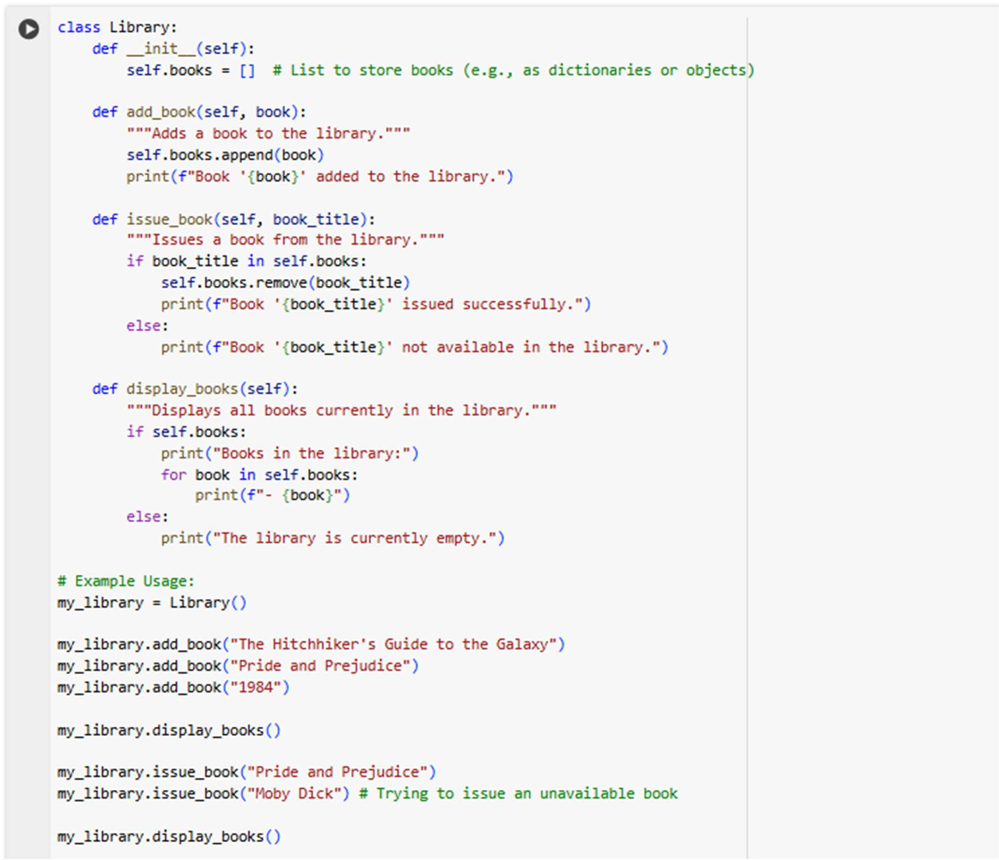 class Library:
    def __init__(self):
        self.books = []  # List to store books (e.g., as dictionaries or objects)

    def add_book(self, book):
        """Adds a book to the library."""
        self.books.append(book)
        print(f"Book '{book}' added to the library.")

    def issue_book(self, book_title):
        """Issues a book from the library."""
        if book_title in self.books:
            self.books.remove(book_title)
            print(f"Book '{book_title}' issued successfully.")
        else:
            print(f"Book '{book_title}' not available in the library.")

    def display_books(self):
        """Displays all books currently in the library."""
        if self.books:
            print("Books in the library:")
            for book in self.books:
                print(f"- {book}")
        else:
            print("The library is currently empty.")

# Example Usage:
my_library = Library()

my_library.add_book("The Hitchhiker's Guide to the Galaxy")
my_library.add_book("Pride and Prejudice")
my_library.add_book("1984")

my_library.display_books()

my_library.issue_book("Pride and Prejudice")
my_library.issue_book("Moby Dick") # Trying to issue an unavailable book

my_library.display_books()